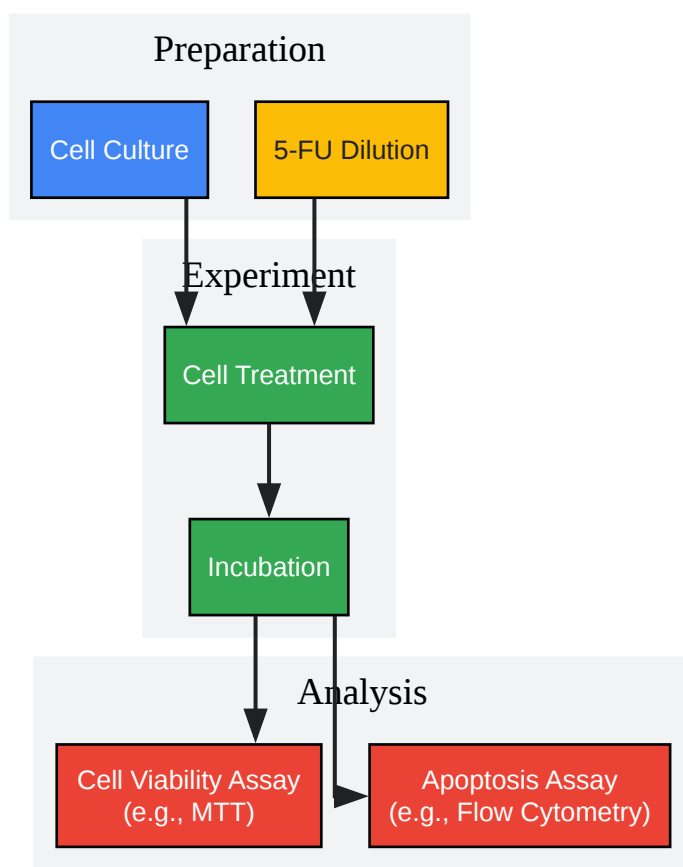 Preparation
Cell Culture
5-FU Dilution
Experiment
Cell Treatment
Incubation
Analysis
Cell Viability Assay
(e.g., MTT)
Apoptosis Assay
(e.g., Flow Cytometry)